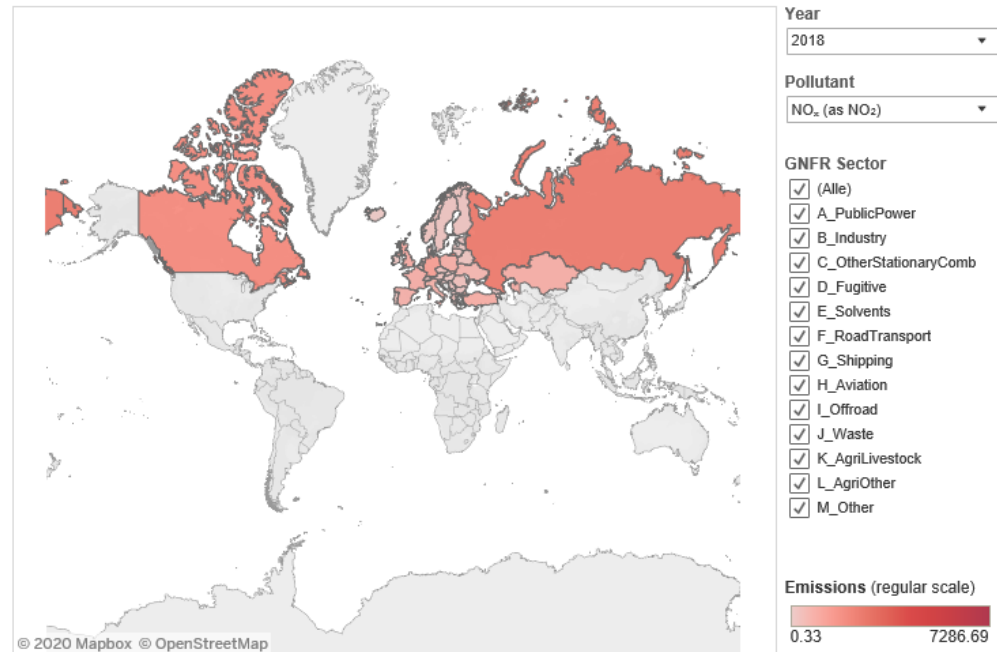 Year
2018
Pollutant
NOₓ (as NO₂)
GNFR Sector
(Alle)
A_PublicPower
B_Industry
C_OtherStationaryComb
D_Fugitive
E_Solvents
F_RoadTransport
G_Shipping
H_Aviation
I_Offroad
J_Waste
K_AgriLivestock
L_AgriOther
M_Other
Emissions (regular scale)
0.33 7286.69
© 2020 Mapbox © OpenStreetMap